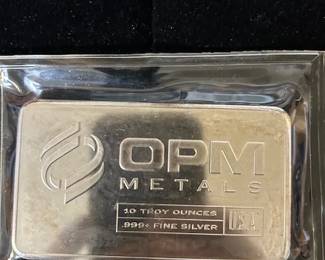 OPM
METALS
10 TROY OUNCES
.999+ FINE SILVER
USA